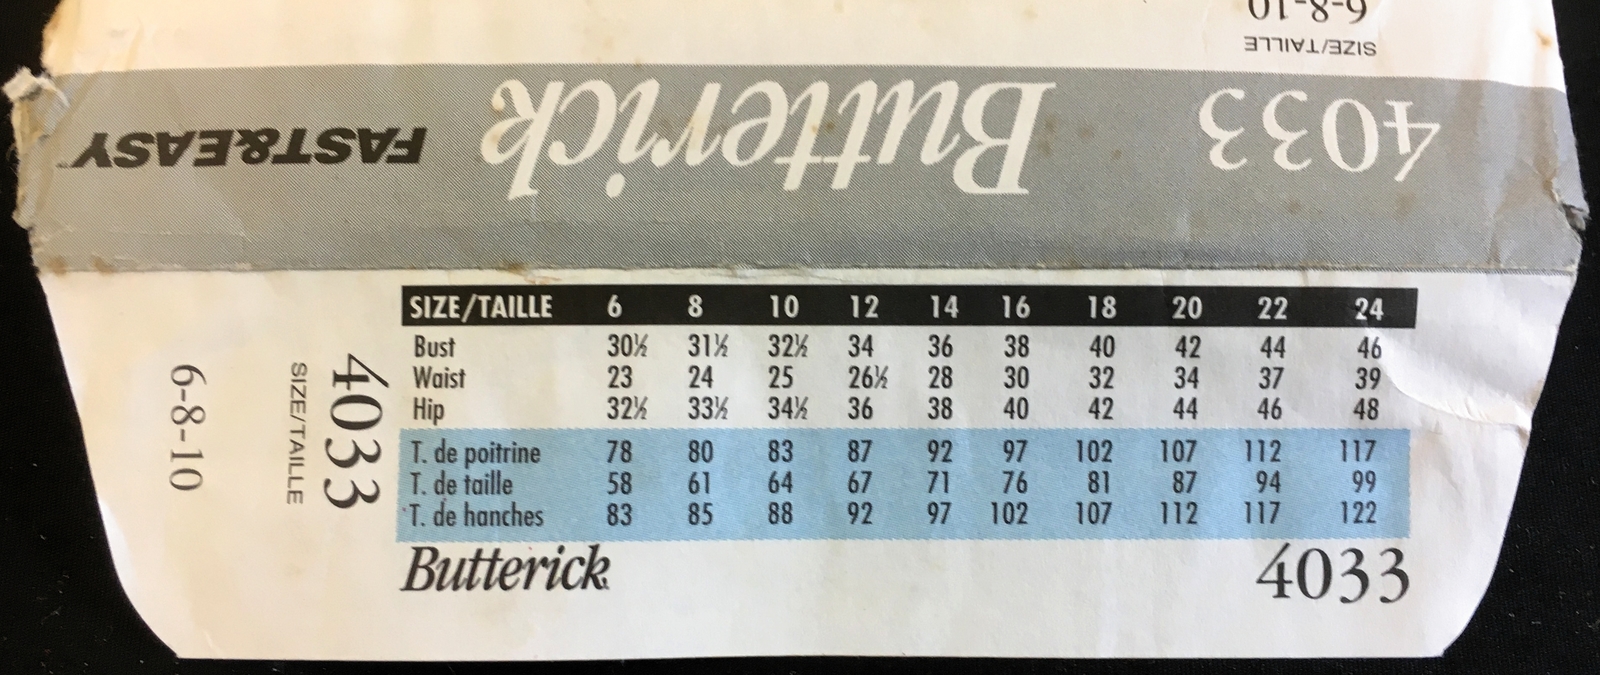 6-8-10
SIZE/TAILLE
4033 Butterick FAST&EASY™
SIZE/TAILLE 6 8 10 12 14 16 18 20 22 24
Bust 30½ 31½ 32½ 34 36 38 40 42 44 46
Waist 23 24 25 26½ 28 30 32 34 37 39
Hip 32½ 33½ 34½ 36 38 40 42 44 46 48
T. de poitrine 78 80 83 87 92 97 102 107 112 117
T. de taille 58 61 64 67 71 76 81 87 94 99
T. de hanches 83 85 88 92 97 102 107 112 117 122
Butterick 4033
4033
SIZE/TAILLE
6-8-10